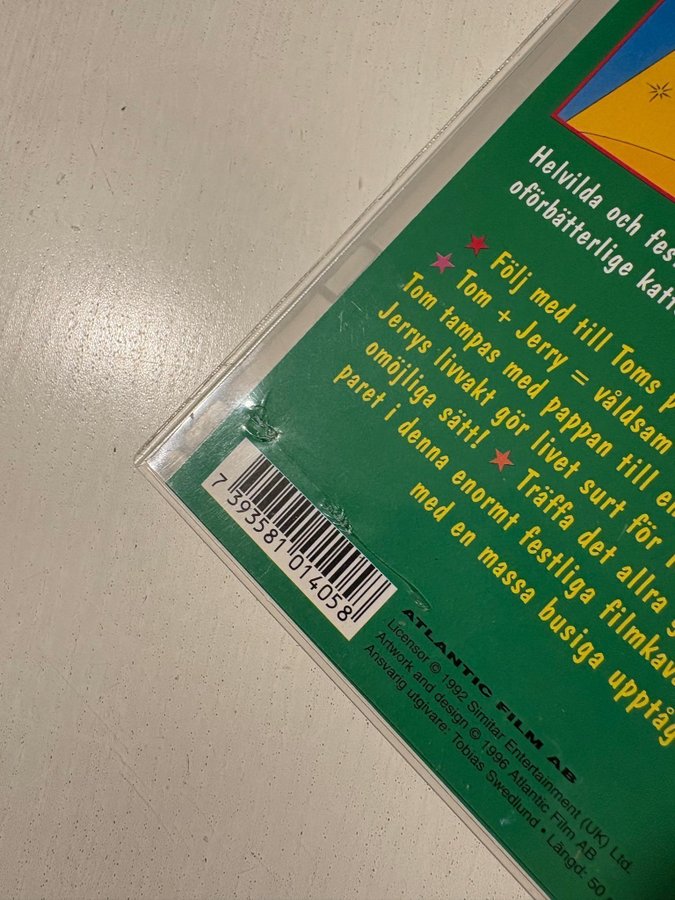 Helvilda och fes
oförbätterlige katt
★ Följ med till Toms p
★ Tom + Jerry = våldsam
Tom tampas med pappan till en
Jerrys livvakt gör livet surt för
omöjliga sätt! ★ Träffa det allra
paret i denna enormt festliga filmkava
med en massa busiga upptåg
7 393581 014058
ATLANTIC FILM AB
Licensor © 1992 Simitar Entertainment (UK) Ltd.
Artwork and design © 1996 Atlantic Film AB
Ansvarig utgivare: Tobias Swedlund • Längd: 50